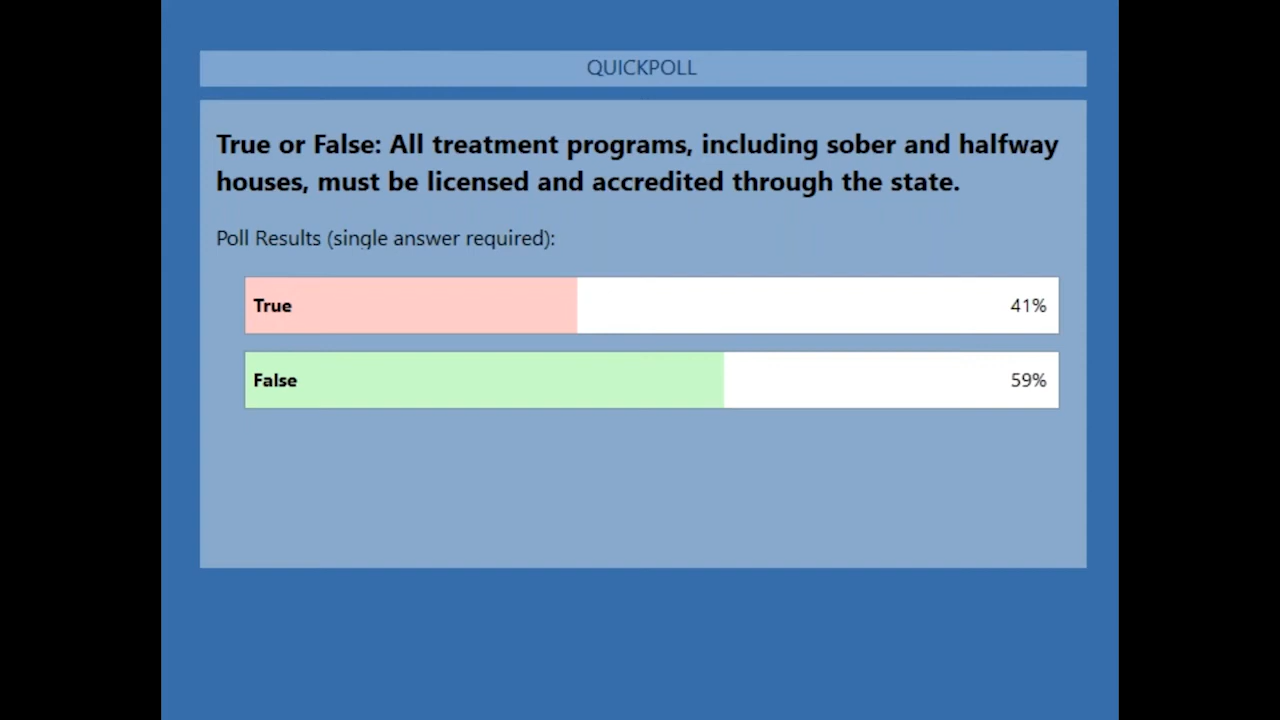 QUICKPOLL
True or False: All treatment programs, including sober and halfway
houses, must be licensed and accredited through the state.
Poll Results (single answer required):
True 41%
False 59%